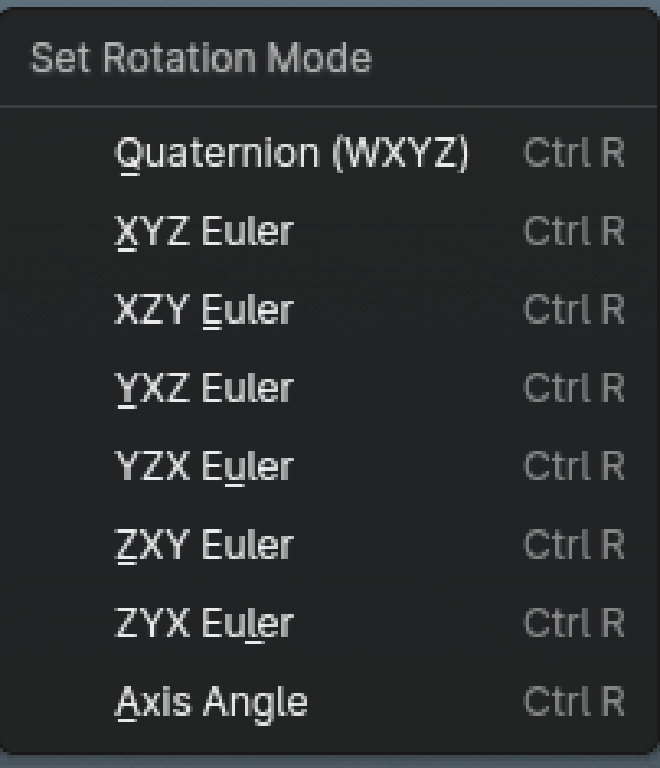 Set Rotation Mode
Quaternion (WXYZ) Ctrl R
XYZ Euler Ctrl R
XZY Euler Ctrl R
YXZ Euler Ctrl R
YZX Euler Ctrl R
ZXY Euler Ctrl R
ZYX Euler Ctrl R
Axis Angle Ctrl R